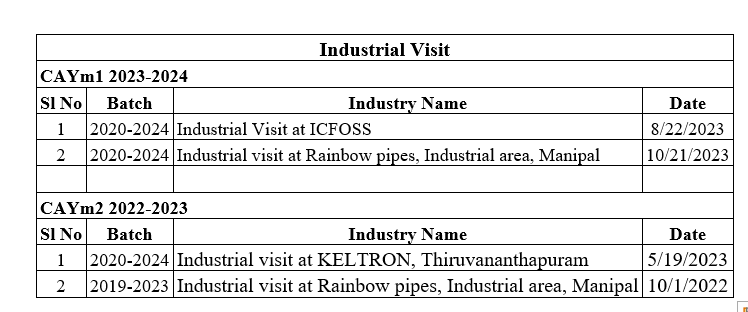 Industrial Visit
CAYm1 2023-2024
Sl No Batch Industry Name Date
1 2020-2024 Industrial Visit at ICFOSS 8/22/2023
2 2020-2024 Industrial visit at Rainbow pipes, Industrial area, Manipal 10/21/2023
CAYm2 2022-2023
Sl No Batch Industry Name Date
1 2020-2024 Industrial visit at KELTRON, Thiruvananthapuram 5/19/2023
2 2019-2023 Industrial visit at Rainbow pipes, Industrial area, Manipal 10/1/2022